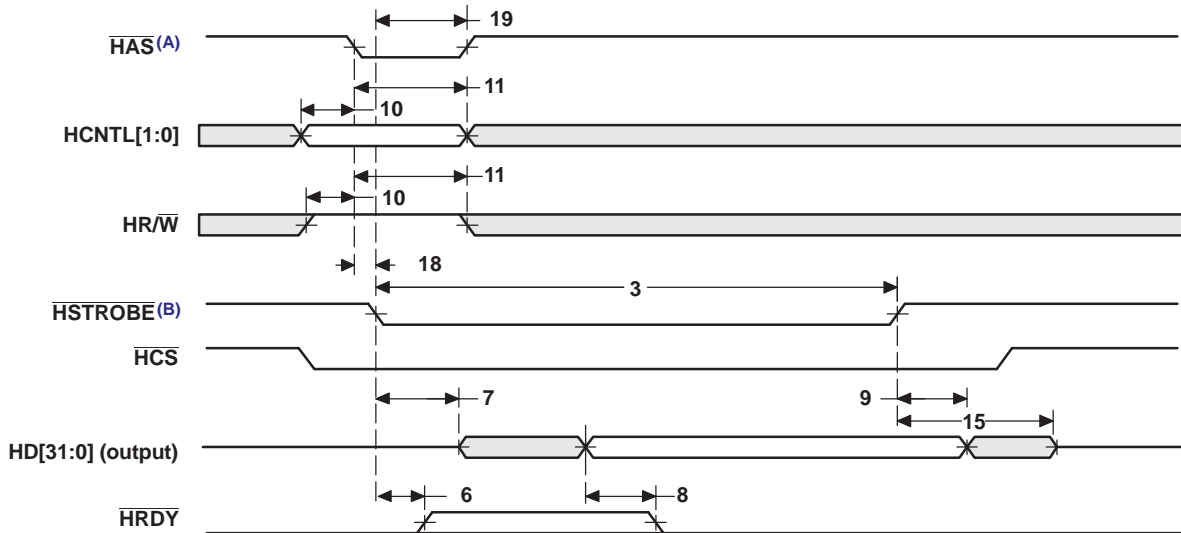 19
HAS (A)
11
10
HCNTL[1:0]
11
10
HR/W
18
3
HSTROBE (B)
HCS
7
9
15
HD[31:0] (output)
6
8
HRDY